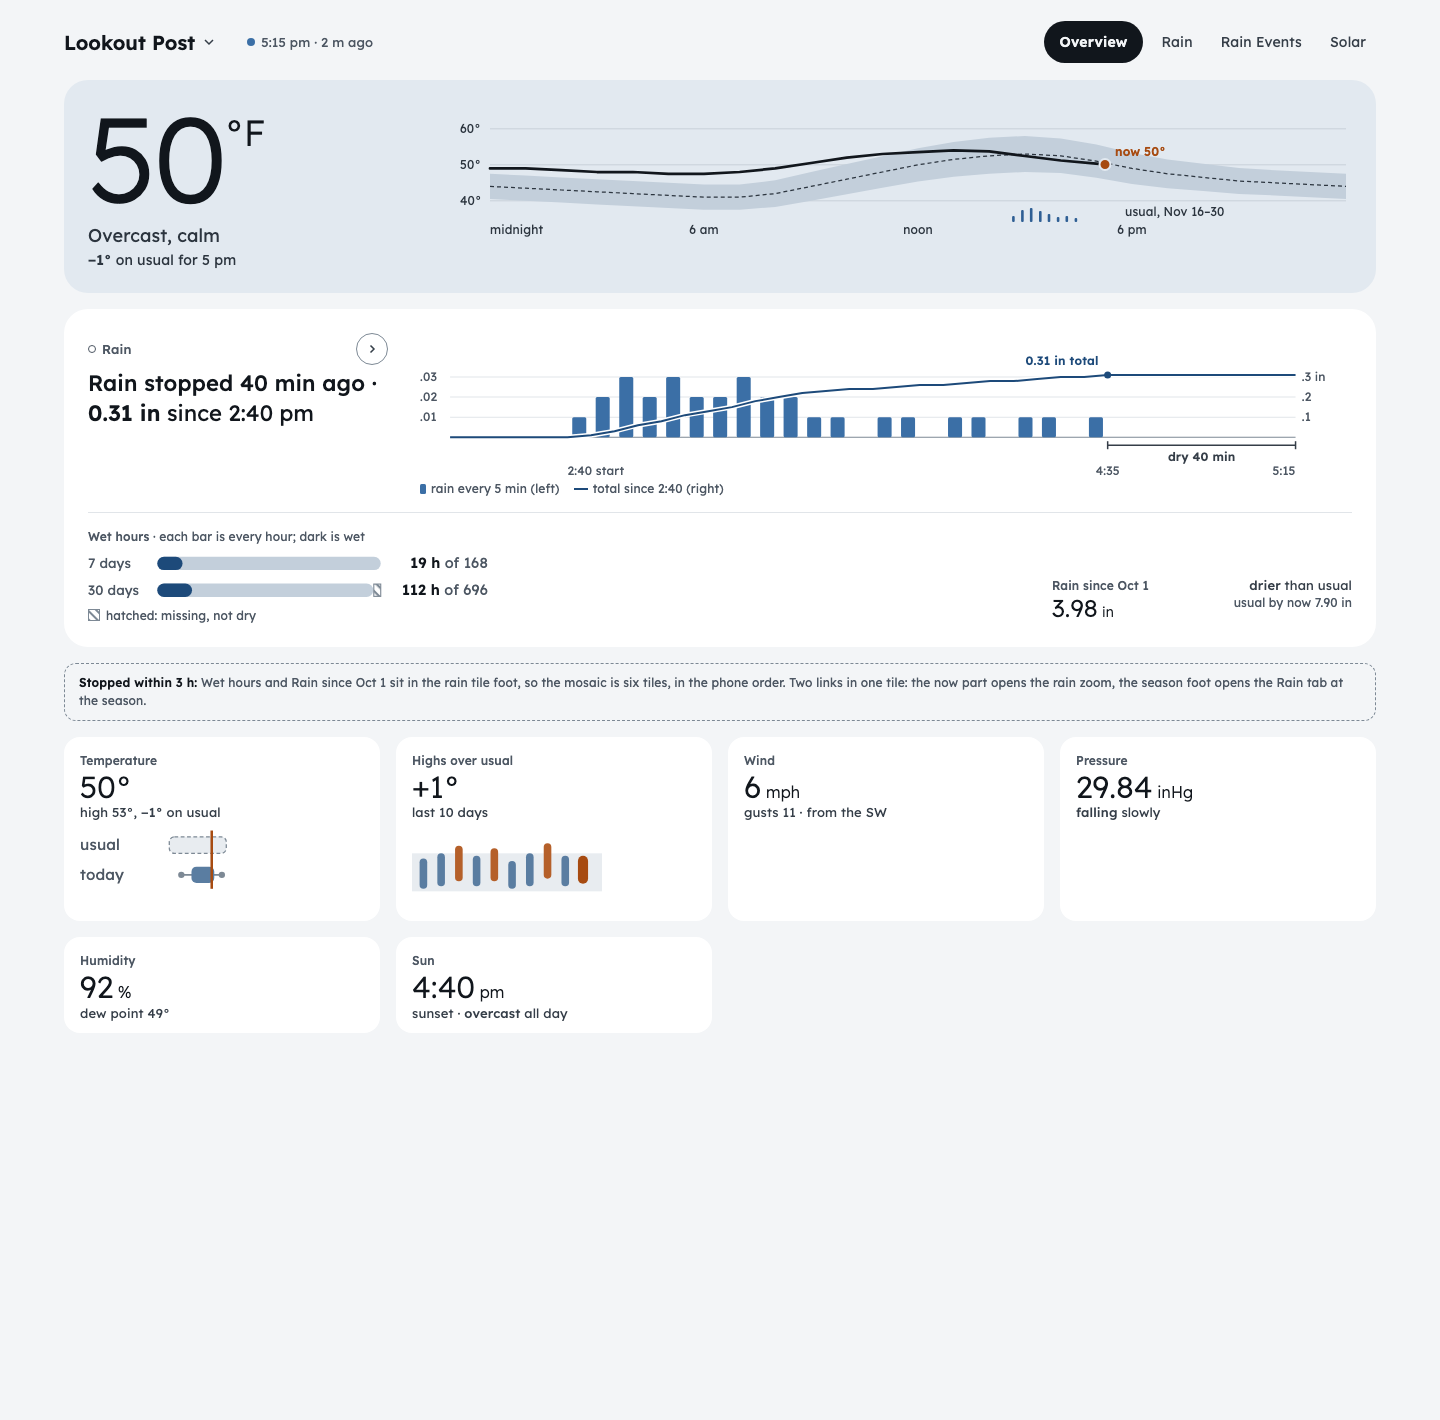 Lookout Post
5:15 pm · 2 m ago
Overview
Rain
Rain Events
Solar
50°F
Overcast, calm
−1° on usual for 5 pm
60°
50°
40°
now 50°
usual, Nov 16–30
midnight
6 am
noon
6 pm
Rain
Rain stopped 40 min ago ·
0.31 in since 2:40 pm
0.31 in total
.03
.02
.01
.3 in
.2
.1
dry 40 min
2:40 start
4:35
5:15
rain every 5 min (left)
total since 2:40 (right)
Wet hours · each bar is every hour; dark is wet
7 days
19 h of 168
30 days
112 h of 696
hatched: missing, not dry
Rain since Oct 1
3.98 in
drier than usual
usual by now 7.90 in
Stopped within 3 h: Wet hours and Rain since Oct 1 sit in the rain tile foot, so the mosaic is six tiles, in the phone order. Two links in one tile: the now part opens the rain zoom, the season foot opens the Rain tab at
the season.
Temperature
50°
high 53°, −1° on usual
usual
today
Highs over usual
+1°
last 10 days
Wind
6 mph
gusts 11 · from the SW
Pressure
29.84 inHg
falling slowly
Humidity
92 %
dew point 49°
Sun
4:40 pm
sunset · overcast all day